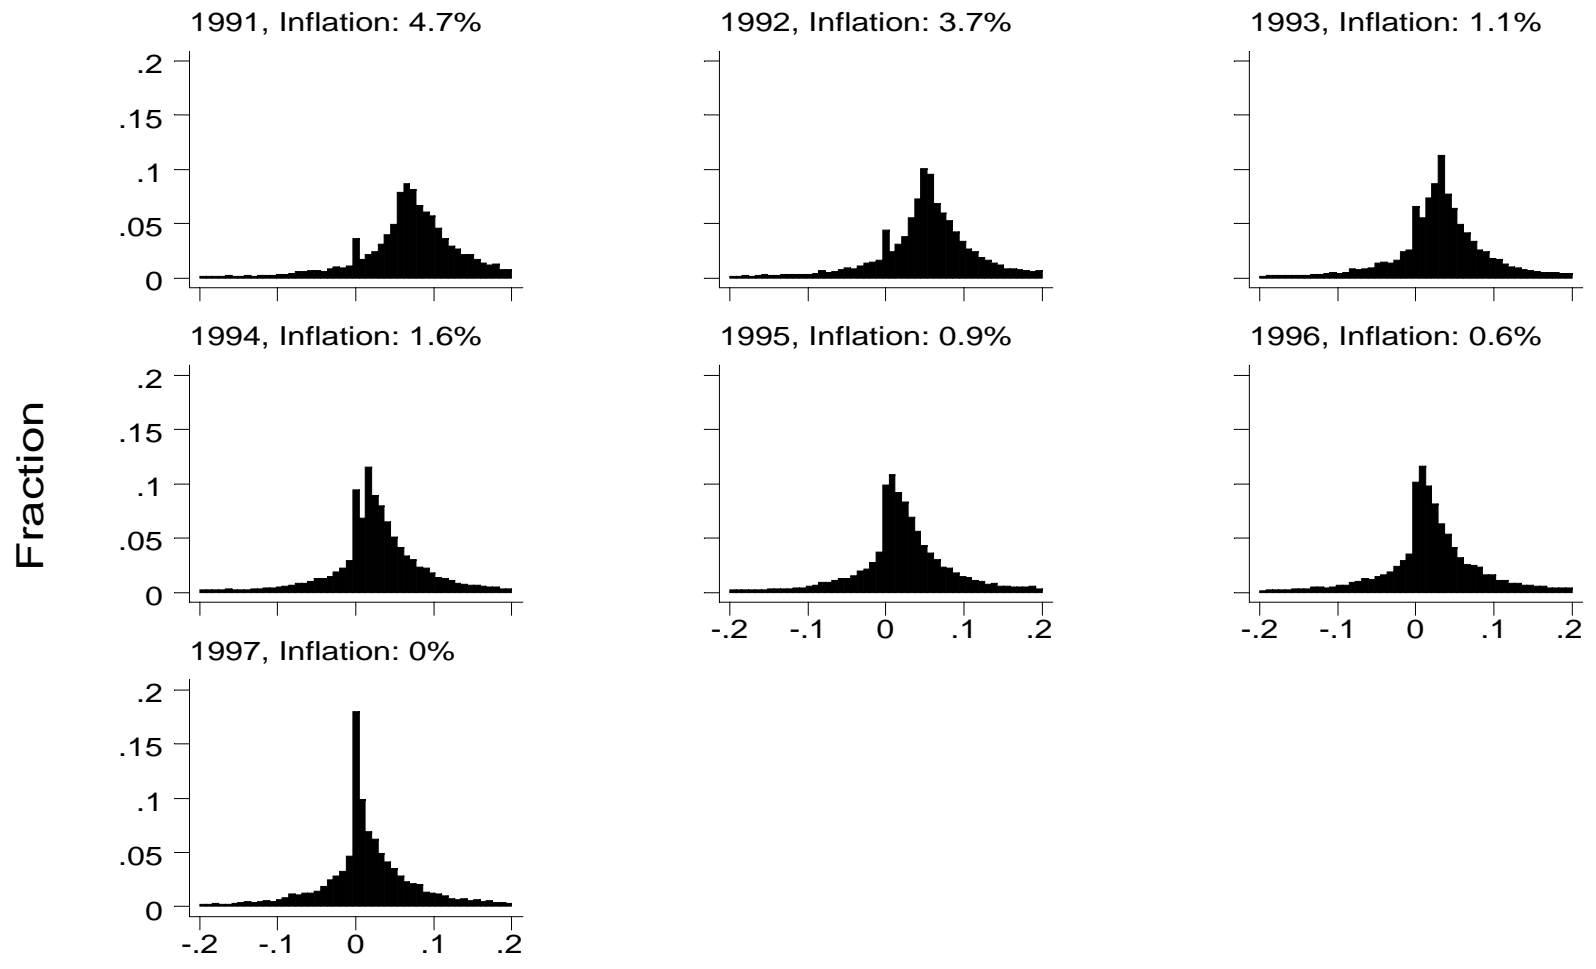 1991, Inflation: 4.7%
1992, Inflation: 3.7%
1993, Inflation: 1.1%
.2
.15
.1
.05
0
1994, Inflation: 1.6%
1995, Inflation: 0.9%
1996, Inflation: 0.6%
.2
.15
.1
.05
0
-.2 -.1 0 .1 .2
-.2 -.1 0 .1 .2
Fraction
1997, Inflation: 0%
.2
.15
.1
.05
0
-.2 -.1 0 .1 .2